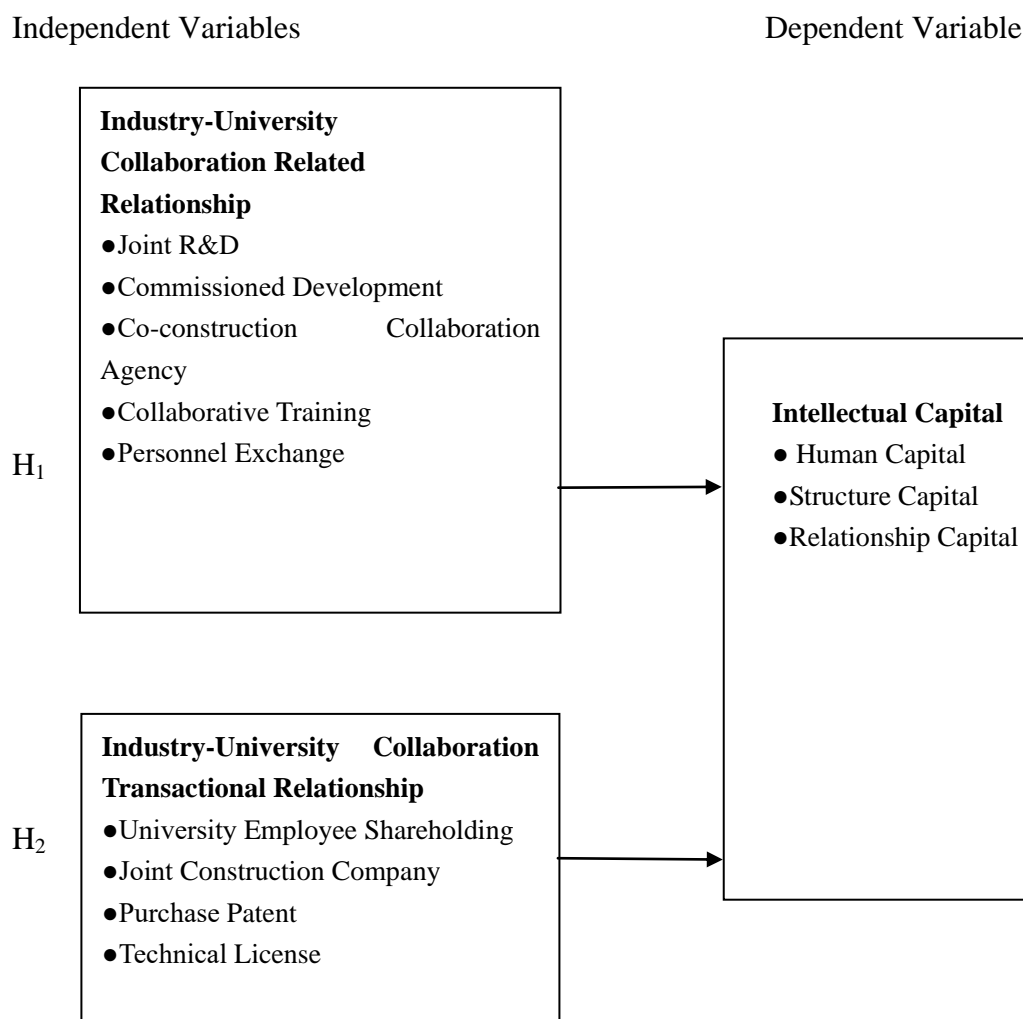 Independent Variables
Dependent Variable
Industry-University
Collaboration Related
Relationship
●Joint R&D
●Commissioned Development
●Co-construction Collaboration
Agency
●Collaborative Training
●Personnel Exchange
H₁
Intellectual Capital
● Human Capital
●Structure Capital
●Relationship Capital
Industry-University Collaboration
Transactional Relationship
●University Employee Shareholding
●Joint Construction Company
●Purchase Patent
●Technical License
H₂